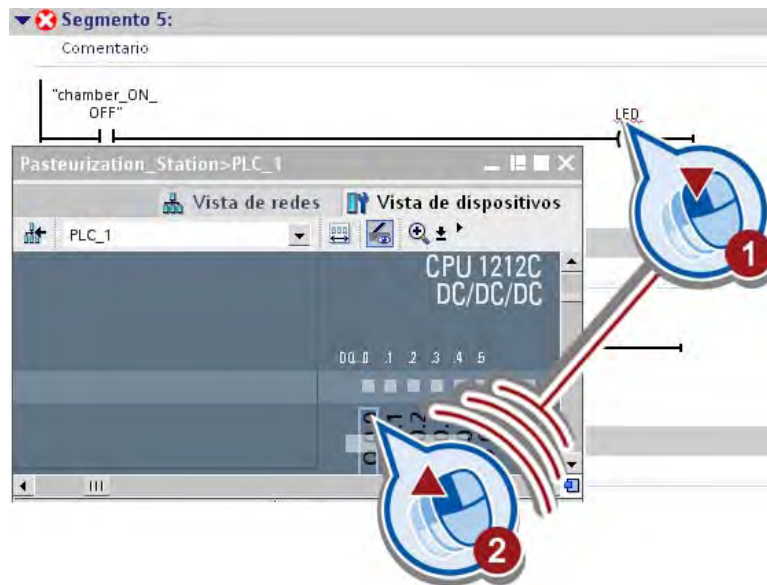 Segmento 5:
Comentario
"chamber_ON_
OFF"
LED
Pasteurization_Station>PLC_1
Vista de redes
Vista de dispositivos
PLC_1
CPU 1212C
DC/DC/DC
DQ .0 .1 .2 .3 .4 .5
1
2